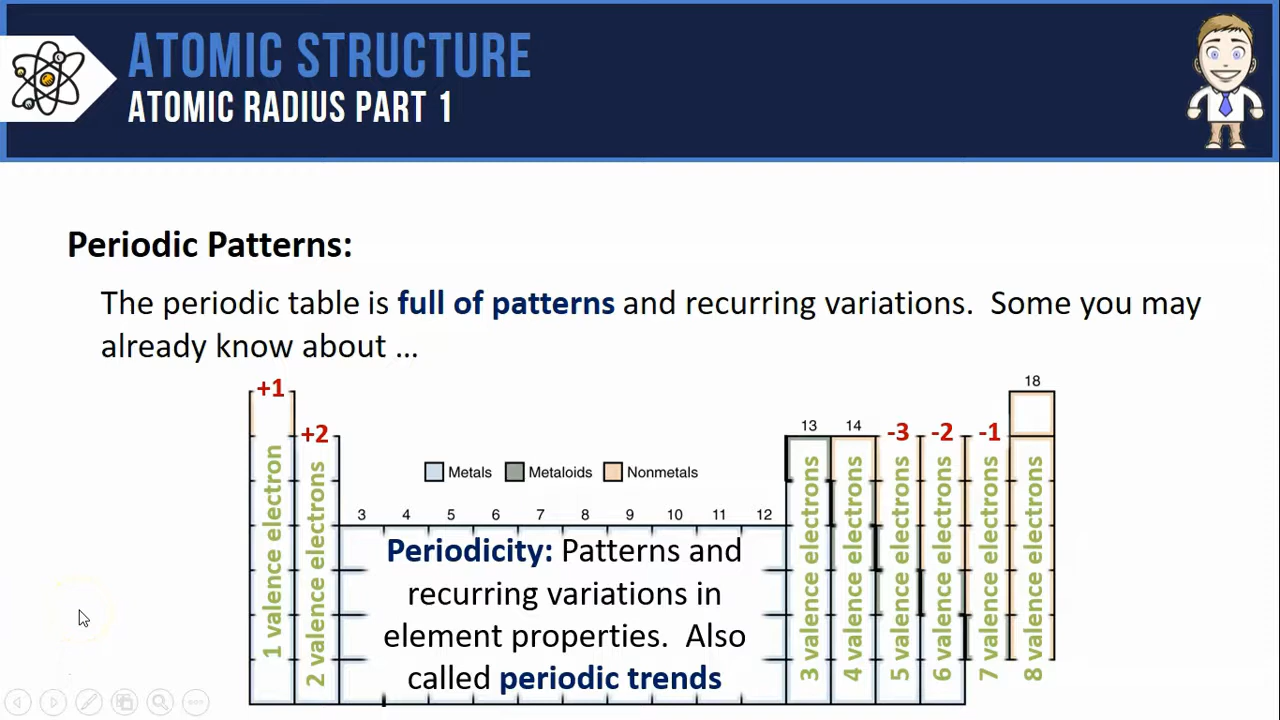 ATOMIC STRUCTURE
ATOMIC RADIUS PART 1
Periodic Patterns:
The periodic table is full of patterns and recurring variations. Some you may
already know about ...
+1
+2
13
14
-3
-2
-1
18
Metals
Metaloids
Nonmetals
3
4
5
6
7
8
9
10
11
12
1 valence electron
2 valence electrons
Periodicity: Patterns and
recurring variations in
element properties. Also
called periodic trends
3 valence electrons
4 valence electrons
5 valence electrons
6 valence electrons
7 valence electrons
8 valence electrons